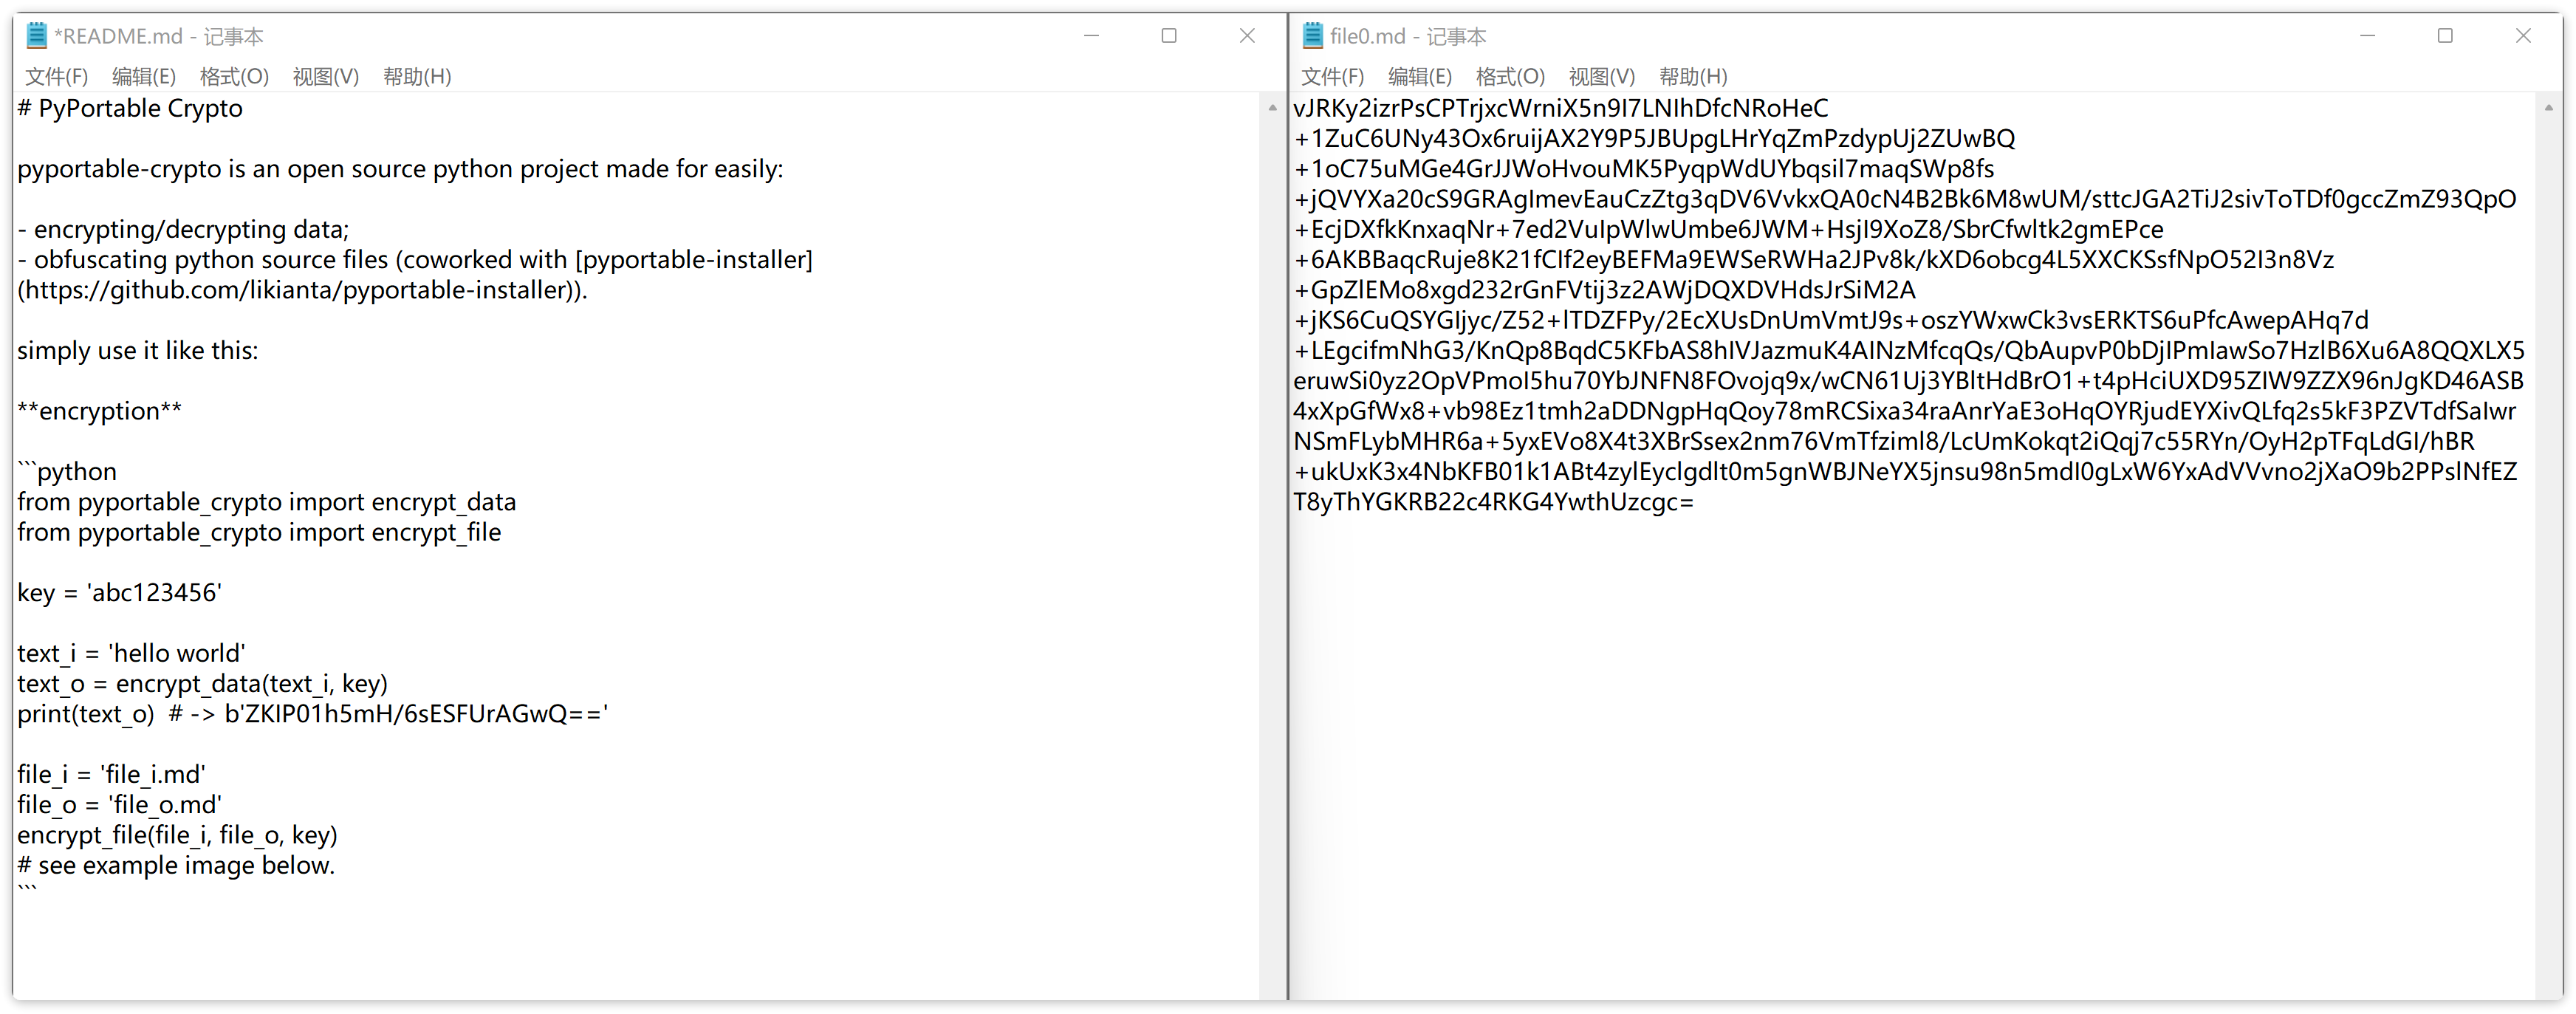 *README.md - 记事本
文件(F) 编辑(E) 格式(O) 视图(V) 帮助(H)
# PyPortable Crypto
pyportable-crypto is an open source python project made for easily:
- encrypting/decrypting data;
- obfuscating python source files (coworked with [pyportable-installer]
(https://github.com/likianta/pyportable-installer)).
simply use it like this:
**encryption**
```python
from pyportable_crypto import encrypt_data
from pyportable_crypto import encrypt_file
key = 'abc123456'
text_i = 'hello world'
text_o = encrypt_data(text_i, key)
print(text_o)  # -> b'ZKIP01h5mH/6sESFUrAGwQ=='
file_i = 'file_i.md'
file_o = 'file_o.md'
encrypt_file(file_i, file_o, key)
# see example image below.
```
file0.md - 记事本
文件(F) 编辑(E) 格式(O) 视图(V) 帮助(H)
vJRKy2izrPsCPTrjxcWrniX5n9I7LNIhDfcNRoHeC
+1ZuC6UNy43Ox6ruijAX2Y9P5JBUpgLHrYqZmPzdypUj2ZUwBQ
+1oC75uMGe4GrJJWoHvouMK5PyqpWdUYbqsil7maqSWp8fs
+jQVYXa20cS9GRAgImevEauCzZtg3qDV6VvkxQA0cN4B2Bk6M8wUM/sttcJGA2TiJ2sivToTDf0gccZmZ93QpO
+EcjDXfkKnxaqNr+7ed2VuIpWlwUmbe6JWM+HsjI9XoZ8/SbrCfwltk2gmEPce
+6AKBBaqcRuje8K21fCIf2eyBEFMa9EWSeRWHa2JPv8k/kXD6obcg4L5XXCKSsfNpO52I3n8Vz
+GpZlEMo8xgd232rGnFVtij3z2AWjDQXDVHdsJrSiM2A
+jKS6CuQSYGIjyc/Z52+lTDZFPy/2EcXUsDnUmVmtJ9s+oszYWxwCk3vsERKTS6uPfcAwepAHq7d
+LEgcifmNhG3/KnQp8BqdC5KFbAS8hIVJazmuK4AINzMfcqQs/QbAupvP0bDjIPmIawSo7HzlB6Xu6A8QQXLX5
eruwSi0yz2OpVPmoI5hu70YbJNFN8FOvojq9x/wCN61Uj3YBltHdBrO1+t4pHciUXD95ZIW9ZZX96nJgKD46ASB
4xXpGfWx8+vb98Ez1tmh2aDDNgpHqQoy78mRCSixa34raAnrYaE3oHqOYRjudEYXivQLfq2s5kF3PZVTdfSaIwr
NSmFLybMHR6a+5yxEVo8X4t3XBrSsex2nm76VmTfziml8/LcUmKokqt2iQqj7c55RYn/OyH2pTFqLdGI/hBR
+ukUxK3x4NbKFB01k1ABt4zylEyclgdlt0m5gnWBJNeYX5jnsu98n5mdI0gLxW6YxAdVVvno2jXaO9b2PPslNfEZ
T8yThYGKRB22c4RKG4YwthUzcgc=